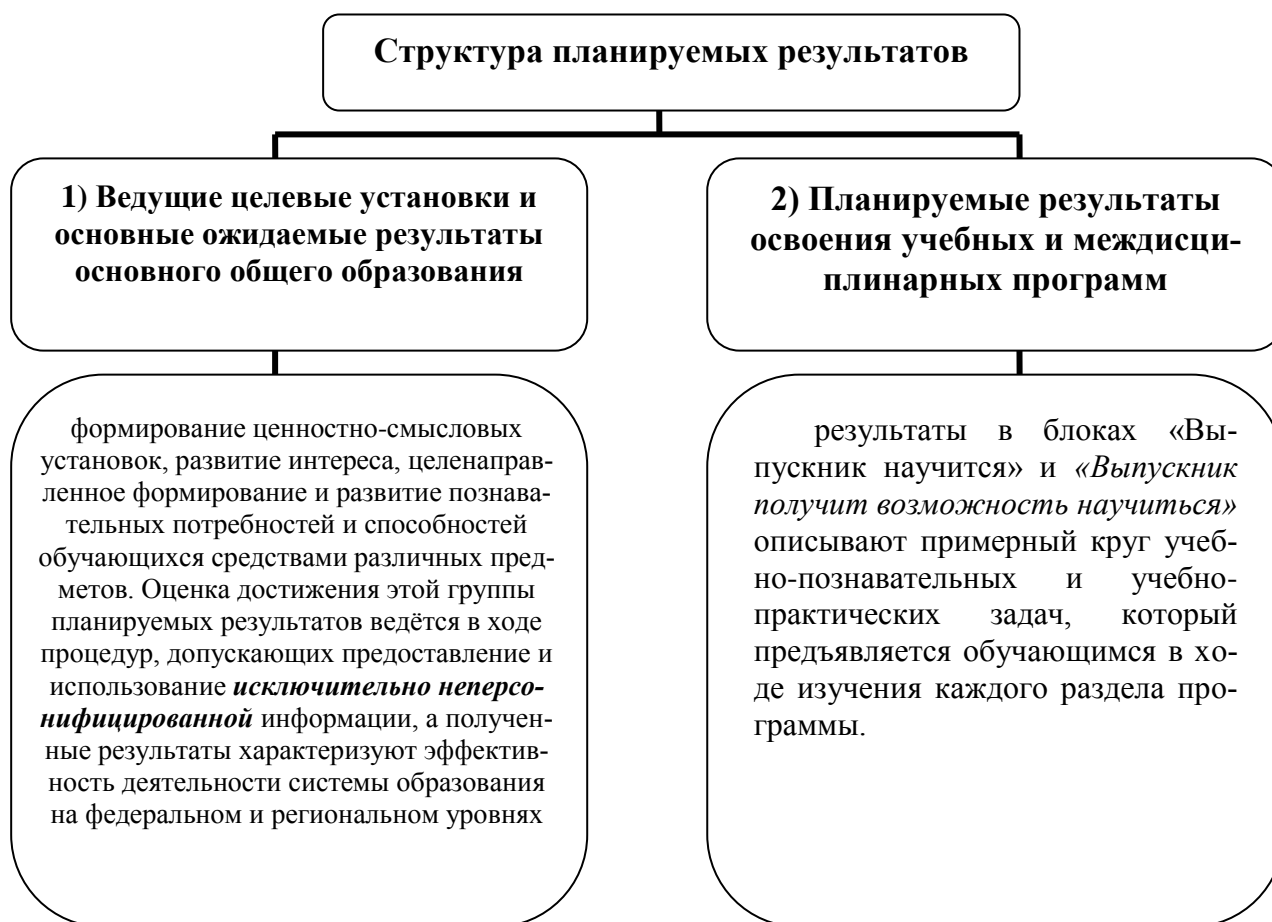 Структура планируемых результатов
1) Ведущие целевые установки и
основные ожидаемые результаты
основного общего образования
2) Планируемые результаты
освоения учебных и междисци-
плинарных программ
формирование ценностно-смысловых
установок, развитие интереса, целенаправ-
ленное формирование и развитие познава-
тельных потребностей и способностей
обучающихся средствами различных пред-
метов. Оценка достижения этой группы
планируемых результатов ведётся в ходе
процедур, допускающих предоставление и
использование исключительно неперсо-
нифицированной информации, а получен-
ные результаты характеризуют эффектив-
ность деятельности системы образования
на федеральном и региональном уровнях
результаты в блоках «Вы-
пускник научится» и «Выпускник
получит возможность научиться»
описывают примерный круг учеб-
но-познавательных и учебно-
практических задач, который
предъявляется обучающимся в хо-
де изучения каждого раздела про-
граммы.